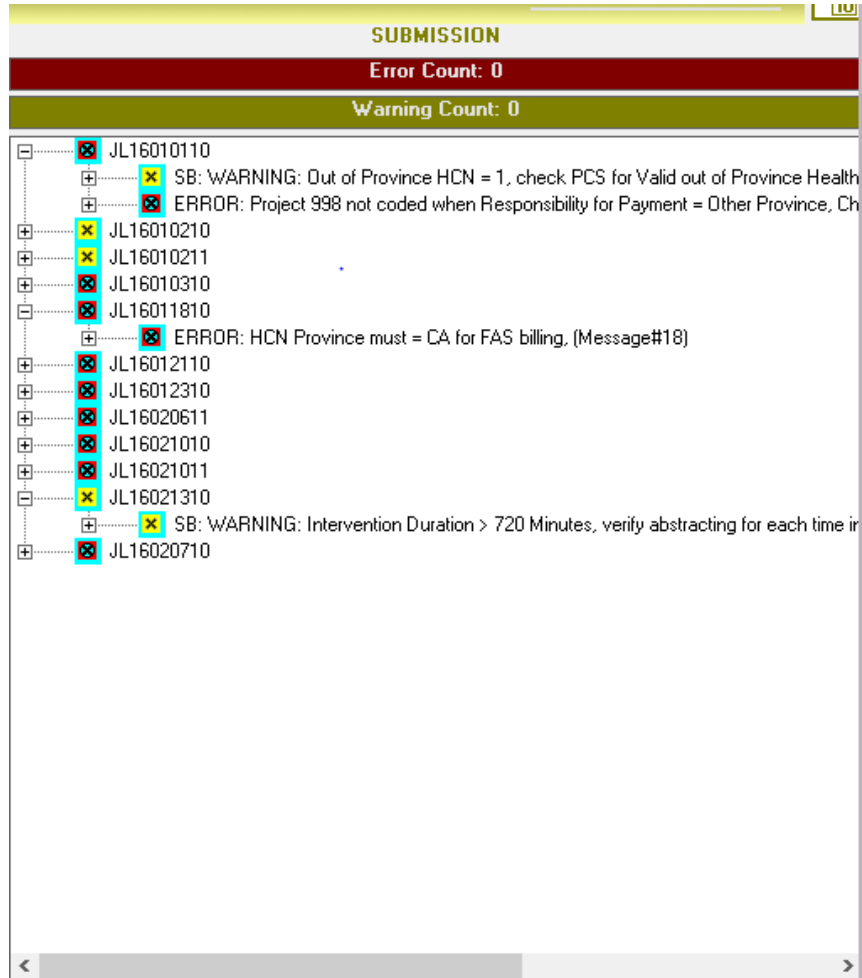 SUBMISSION
Error Count: 0
Warning Count: 0
JL16010110
SB: WARNING: Out of Province HCN = 1, check PCS for Valid out of Province Health
ERROR: Project 998 not coded when Responsibility for Payment = Other Province, Ch
JL16010210
JL16010211
JL16010310
JL16011810
ERROR: HCN Province must = CA for FAS billing, (Message#18)
JL16012110
JL16012310
JL16020611
JL16021010
JL16021011
JL16021310
SB: WARNING: Intervention Duration > 720 Minutes, verify abstracting for each time
JL16020710